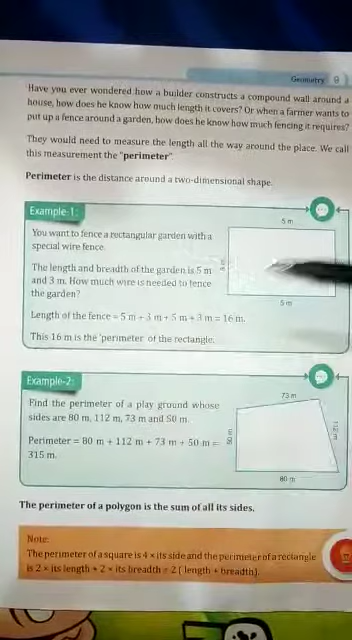 Geometry 9
Have you ever wondered how a builder constructs a compound wall around a
house, how does he know how much length it covers? Or when a farmer wants to
put up a fence around a garden, how does he know how much fencing it requires?
They would need to measure the length all the way around the place. We call
this measurement the "perimeter".
Perimeter is the distance around a two-dimensional shape.
Example-1:
You want to fence a rectangular garden with a
special wire fence.
The length and breadth of the garden is 5 m
and 3 m. How much wire is needed to fence
the garden?
5 m
5 m
Length of the fence = 5 m + 3 m + 5 m + 3 m = 16 m.
This 16 m is the 'perimeter' of the rectangle.
Example-2:
Find the perimeter of a play ground whose
sides are 80 m, 112 m, 73 m and 50 m.
Perimeter = 80 m + 112 m + 73 m + 50 m =
315 m.
73 m
50 m
112 m
80 m
The perimeter of a polygon is the sum of all its sides.
Note:
The perimeter of a square is 4 × its side and the perimeter of a rectangle
is 2 × its length + 2 × its breadth = 2 [ length + breadth].